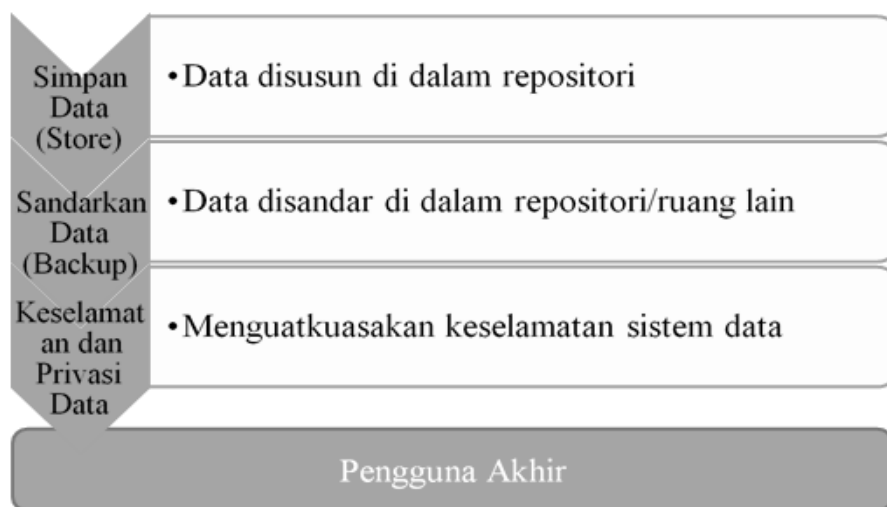 Simpan
Data
(Store)
•Data disusun di dalam repositori
Sandarkan
Data
(Backup)
•Data disandar di dalam repositori/ruang lain
Keselamat
an dan
Privasi
Data
•Menguatkuasakan keselamatan sistem data
Pengguna Akhir